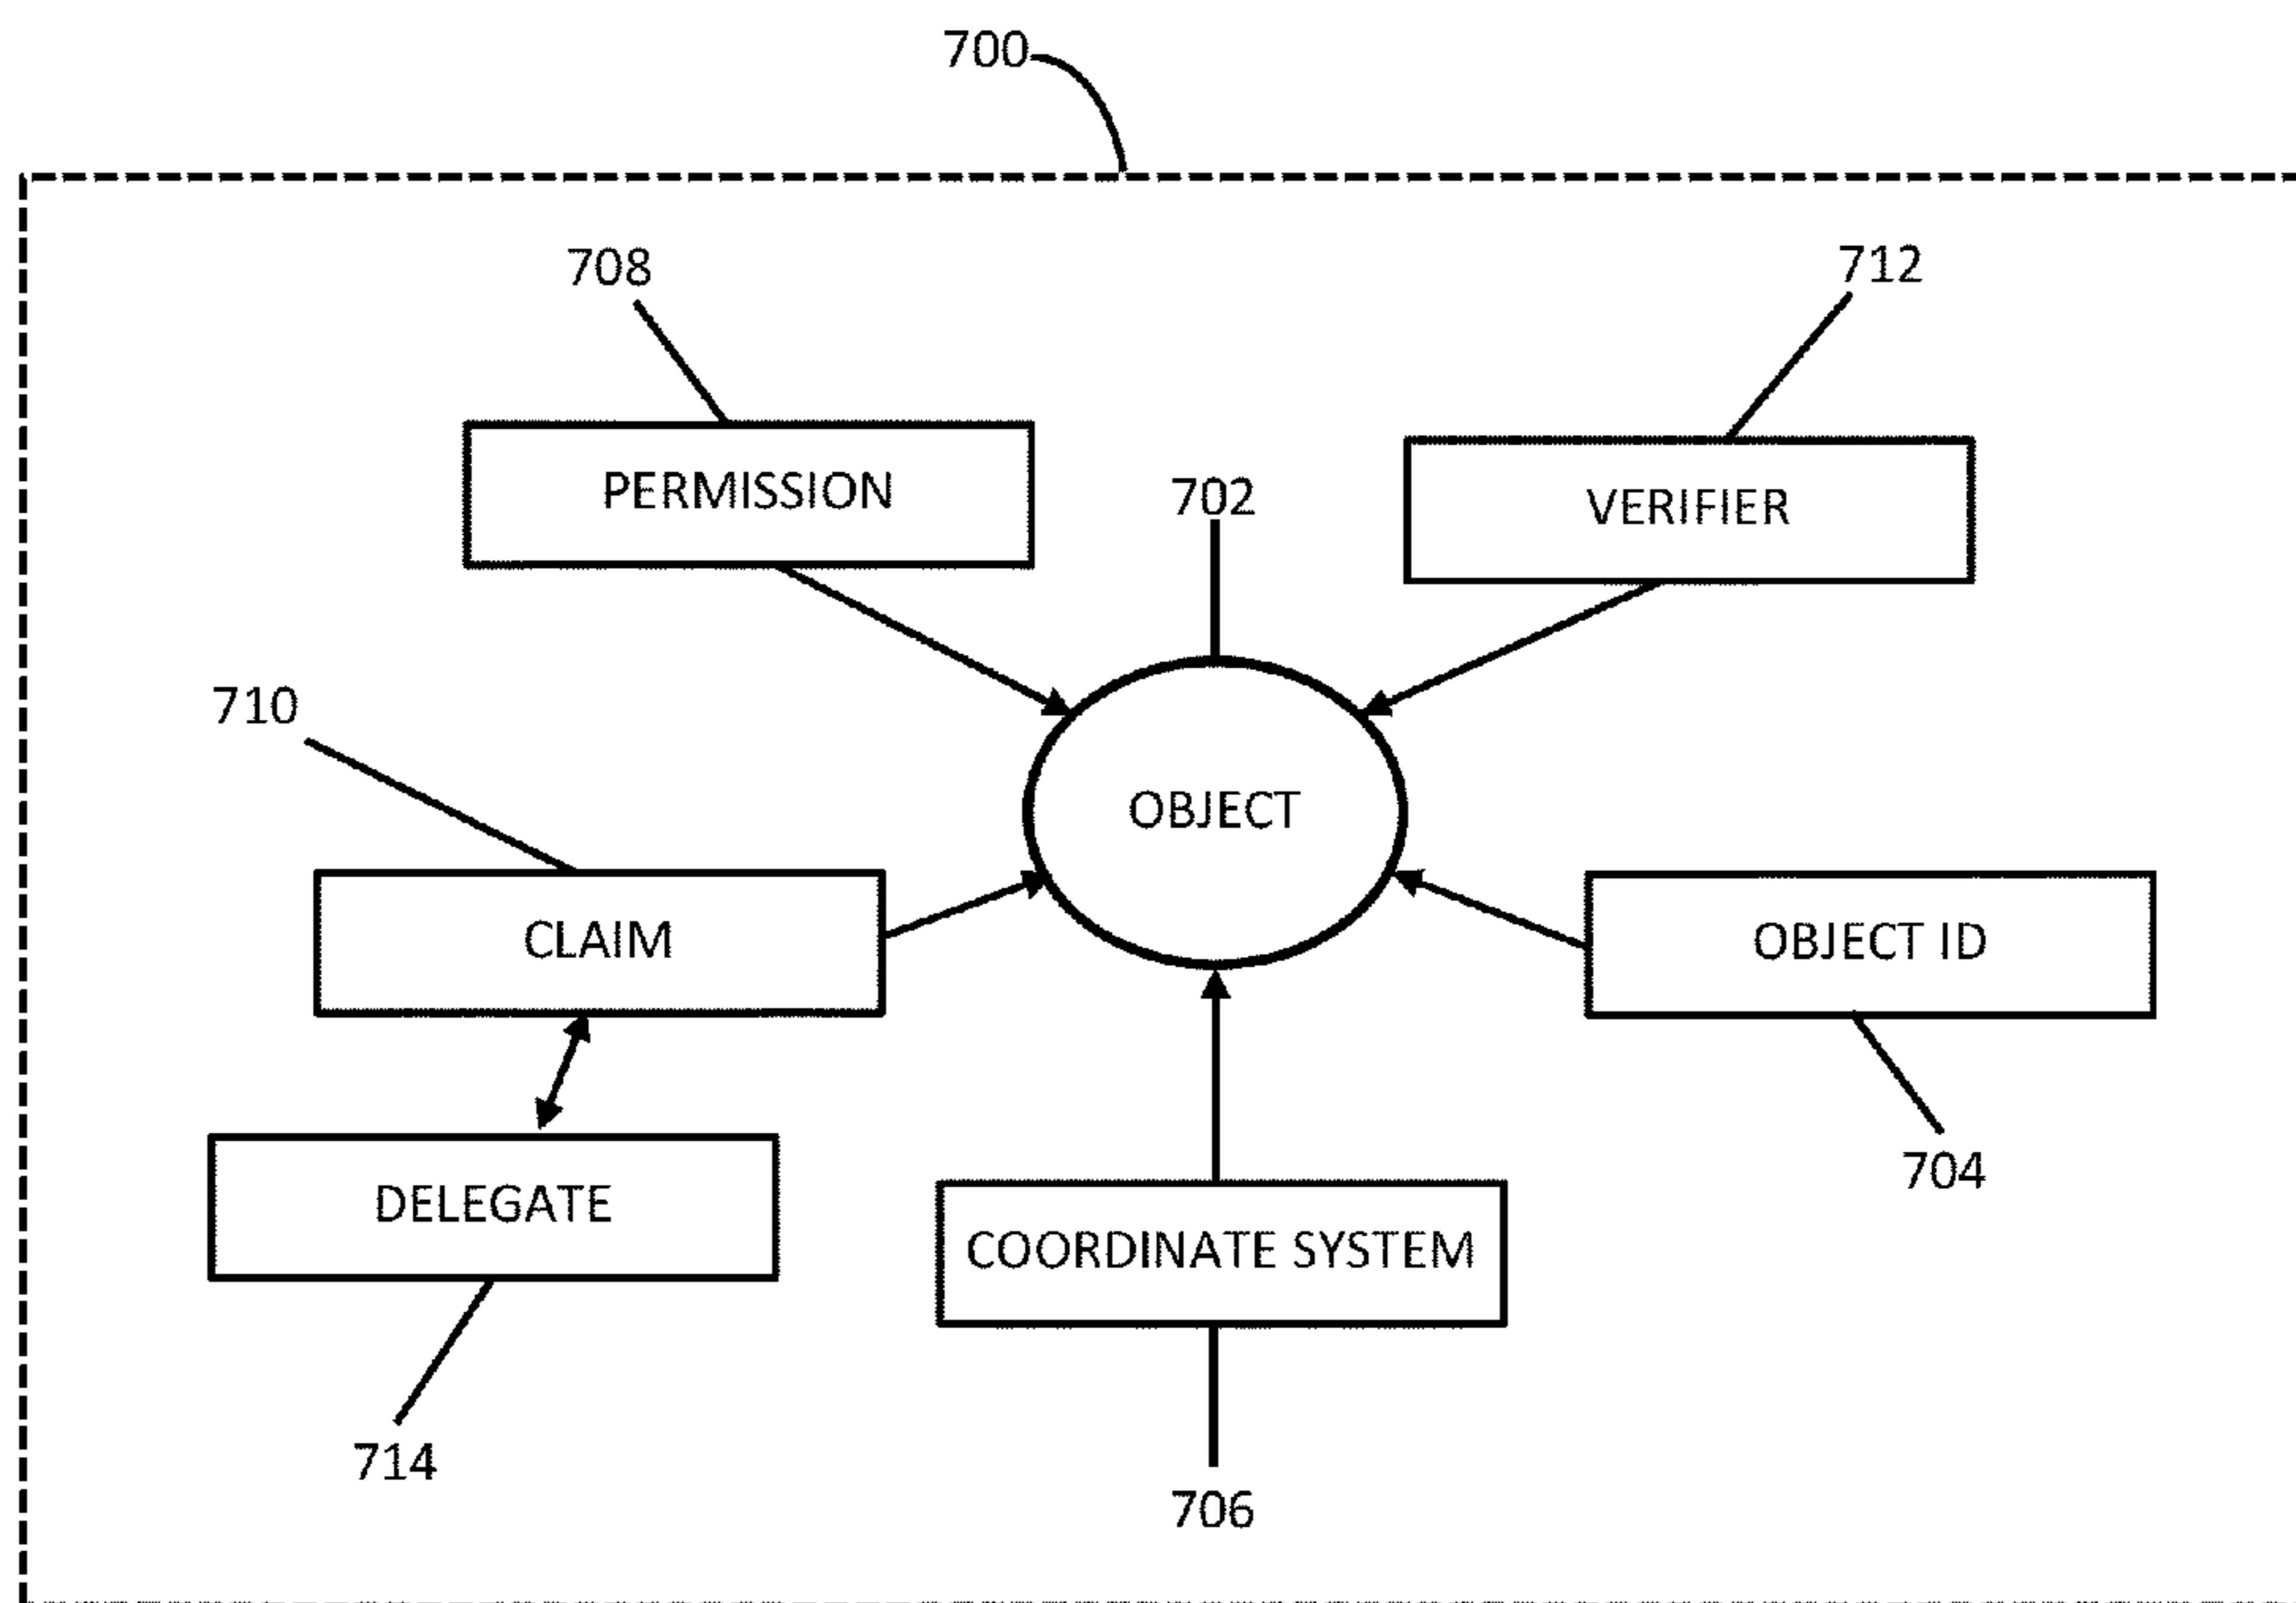 700
708
712
PERMISSION
702
VERIFIER
710
OBJECT
CLAIM
OBJECT ID
DELEGATE
704
COORDINATE SYSTEM
714
706